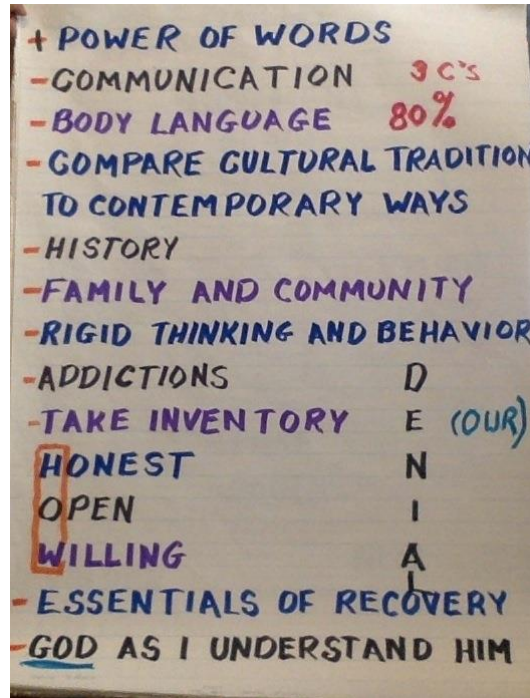 + POWER OF WORDS
- COMMUNICATION 3 C'S
- BODY LANGUAGE 80%
- COMPARE CULTURAL TRADITION
TO CONTEMPORARY WAYS
- HISTORY
- FAMILY AND COMMUNITY
- RIGID THINKING AND BEHAVIOR
- ADDICTIONS D
- TAKE INVENTORY E (OUR)
HONEST N
OPEN I
WILLING A
L
- ESSENTIALS OF RECOVERY
- GOD AS I UNDERSTAND HIM